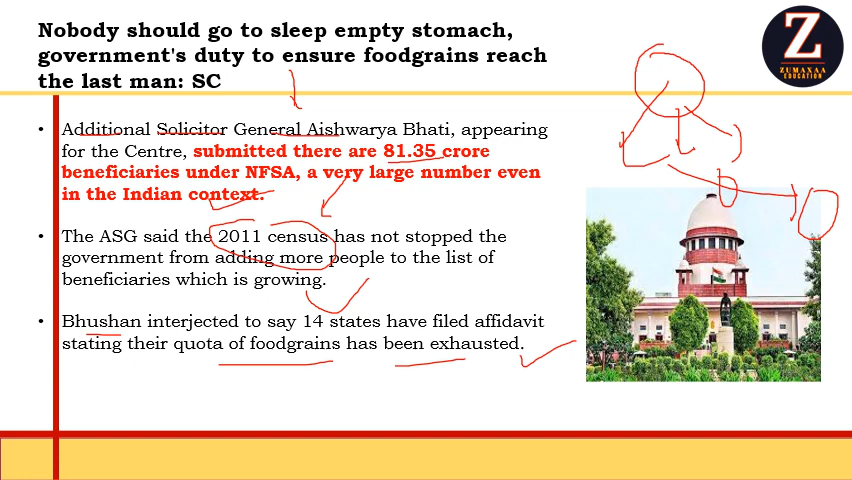 Nobody should go to sleep empty stomach,
government's duty to ensure foodgrains reach
the last man: SC
Z
ZUMAXAA
EDUCATION
• Additional Solicitor General Aishwarya Bhati, appearing
for the Centre, submitted there are 81.35 crore
beneficiaries under NFSA, a very large number even
in the Indian context.
• The ASG said the 2011 census has not stopped the
government from adding more people to the list of
beneficiaries which is growing.
• Bhushan interjected to say 14 states have filed affidavit
stating their quota of foodgrains has been exhausted.